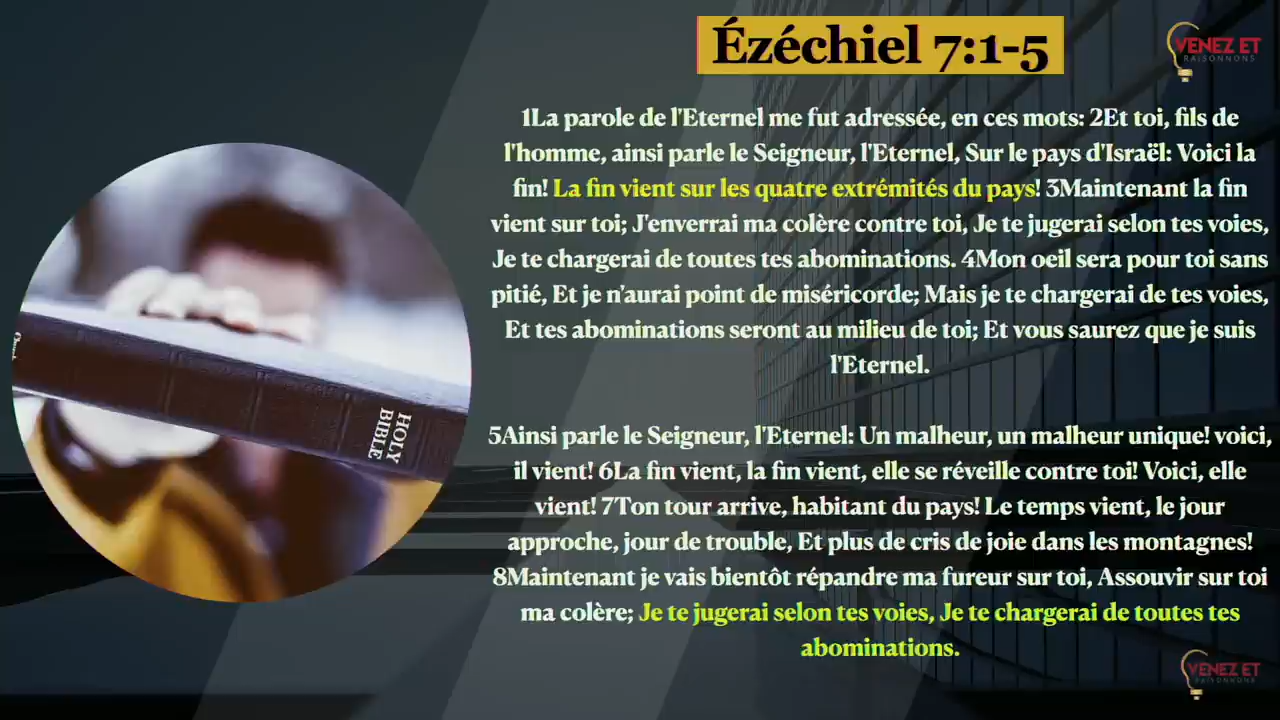 Ézéchiel 7:1-5
VENEZ ET
RAISONNONS
1La parole de l'Eternel me fut adressée, en ces mots: 2Et toi, fils de
l'homme, ainsi parle le Seigneur, l'Eternel, Sur le pays d'Israël: Voici la
fin! La fin vient sur les quatre extrémités du pays! 3Maintenant la fin
vient sur toi; J'enverrai ma colère contre toi, Je te jugerai selon tes voies,
Je te chargerai de toutes tes abominations. 4Mon oeil sera pour toi sans
pitié, Et je n'aurai point de miséricorde; Mais je te chargerai de tes voies,
Et tes abominations seront au milieu de toi; Et vous saurez que je suis
l'Eternel.
5Ainsi parle le Seigneur, l'Eternel: Un malheur, un malheur unique! voici,
il vient! 6La fin vient, la fin vient, elle se réveille contre toi! Voici, elle
vient! 7Ton tour arrive, habitant du pays! Le temps vient, le jour
approche, jour de trouble, Et plus de cris de joie dans les montagnes!
8Maintenant je vais bientôt répandre ma fureur sur toi, Assouvir sur toi
ma colère; Je te jugerai selon tes voies, Je te chargerai de toutes tes
abominations.
HOLY
BIBLE
VENEZ ET
RAISONNONS